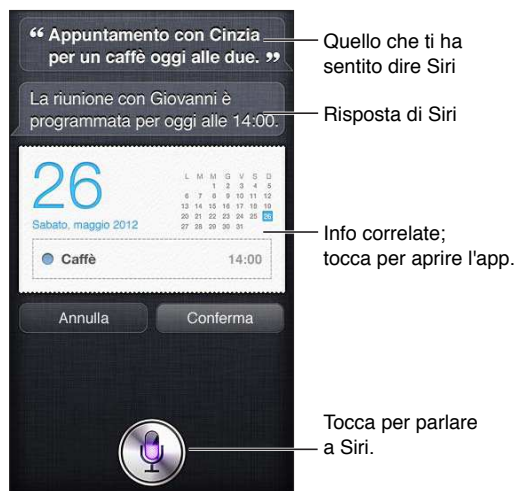 “ Appuntamento con Cinzia
per un caffè oggi alle due. ”
Quello che ti ha
sentito dire Siri
La riunione con Giovanni è
programmata per oggi alle 14:00.
Risposta di Siri
26
Sabato, maggio 2012
L M M G V S D
1 2 3 4 5
6 7 8 9 10 11 12
13 14 15 16 17 18 19
20 21 22 23 24 25 26
27 28 29 30 31
Caffè 14:00
Info correlate;
tocca per aprire l'app.
Annulla Conferma
Tocca per parlare
a Siri.